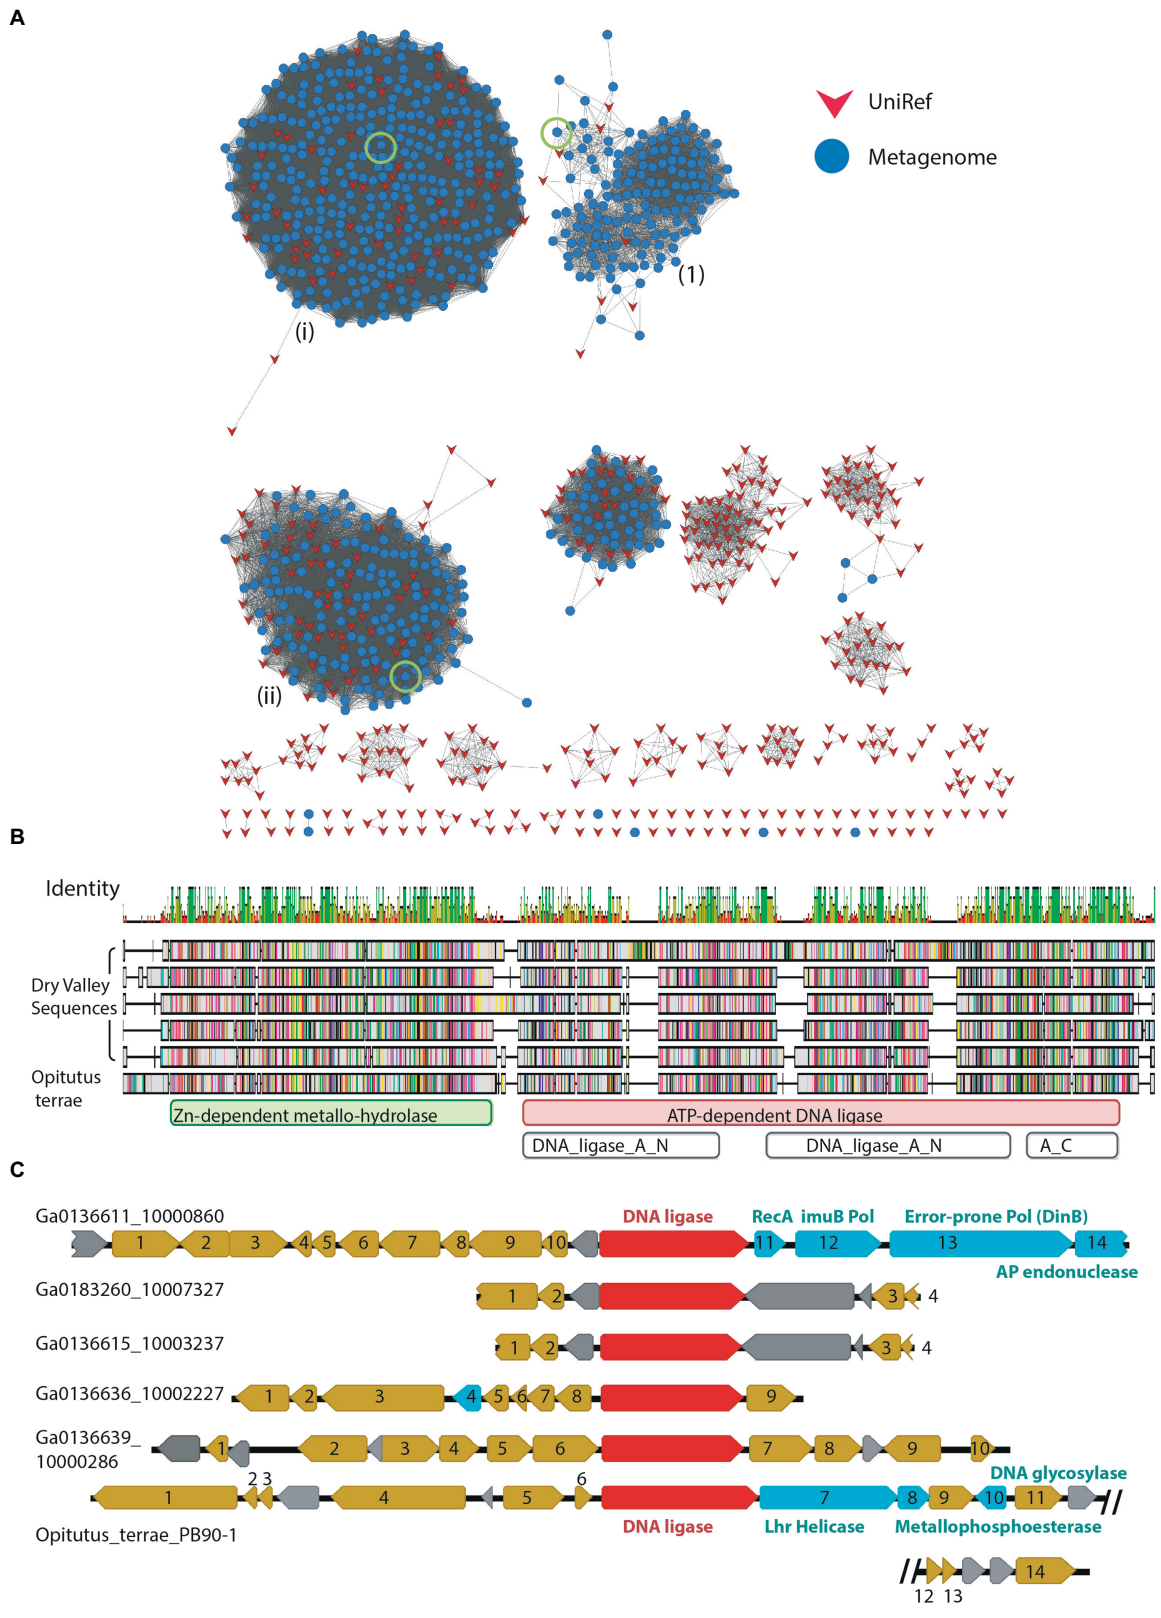 A
UniRef
Metagenome
(i)
(1)
(ii)
B
Identity
Dry Valley
Sequences
Opitutus
terrae
Zn-dependent metallo-hydrolase
ATP-dependent DNA ligase
DNA_ligase_A_N
DNA_ligase_A_N
A_C
C
Ga0136611_10000860
DNA ligase
RecA imuB Pol
Error-prone Pol (DinB)
1 2 3 4 5 6 7 8 9 10 11 12 13 14
AP endonuclease
Ga0183260_10007327
1 2 3 4
Ga0136615_10003237
1 2 3 4
Ga0136636_10002227
1 2 3 4 5 6 7 8 9
Ga0136639_
10000286
1 2 3 4 5 6 7 8 9 10
DNA glycosylase
2 3 6
1 4 5 7 8 9 10 11
Opitutus_terrae_PB90-1
DNA ligase
Lhr Helicase
Metallophosphoesterase
14
12 13